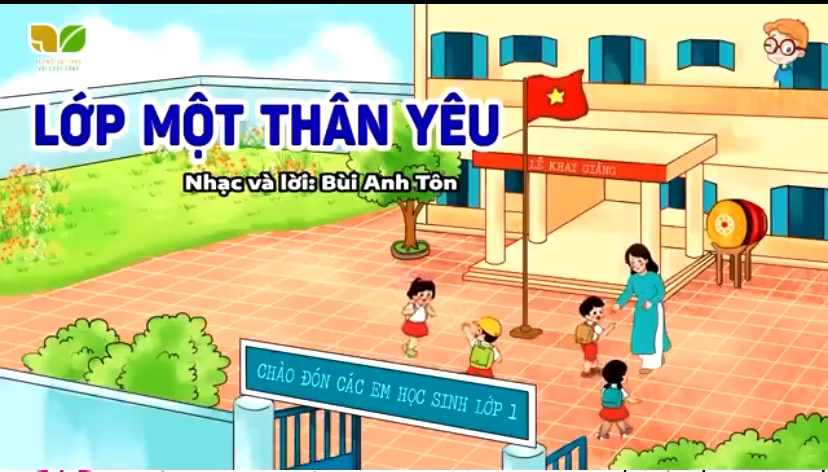 LỚP MỘT THÂN YÊU
Nhạc và lời: Bùi Anh Tôn
LỄ KHAI GIẢNG
CHÀO ĐÓN CÁC EM HỌC SINH LỚP 1